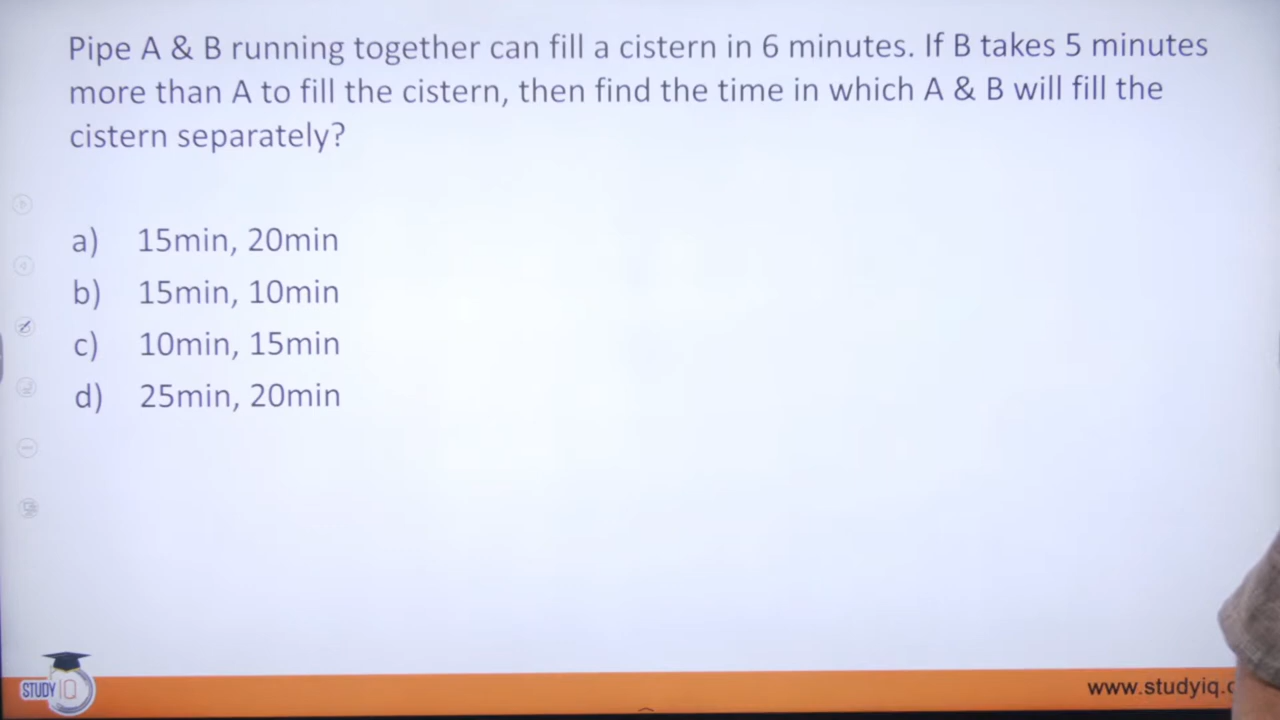 Pipe A & B running together can fill a cistern in 6 minutes. If B takes 5 minutes
more than A to fill the cistern, then find the time in which A & B will fill the
cistern separately?
a) 15min, 20min
b) 15min, 10min
c) 10min, 15min
d) 25min, 20min
STUDY IQ
www.studyiq.c